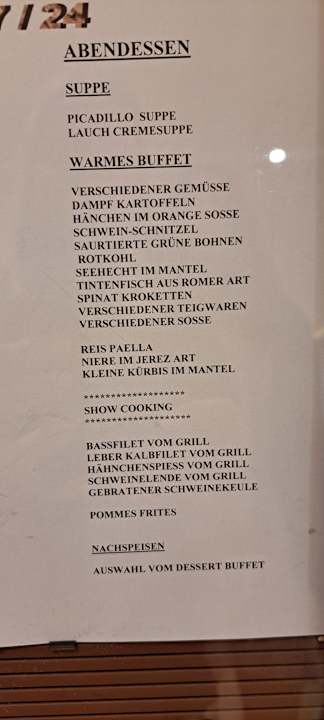 7/24
ABENDESSEN
SUPPE
PICADILLO SUPPE
LAUCH CREMESUPPE
WARMES BUFFET
VERSCHIEDENER GEMÜSSE
DAMPF KARTOFFELN
HÄNCHEN IM ORANGE SOSSE
SCHWEIN-SCHNITZEL
SAURTIERTE GRÜNE BOHNEN
ROTKOHL
SEEHECHT IM MANTEL
TINTENFISCH AUS ROMER ART
SPINAT KROKETTEN
VERSCHIEDENER TEIGWAREN
VERSCHIEDENER SOSSE
REIS PAELLA
NIERE IM JEREZ ART
KLEINE KÜRBIS IM MANTEL
*******************
SHOW COOKING
********************
BASSFILET VOM GRILL
LEBER KALBFILET VOM GRILL
HÄHNCHENSPIESS VOM GRILL
SCHWEINELENDE VOM GRILL
GEBRATENER SCHWEINEKEULE
POMMES FRITES
NACHSPEISEN
AUSWAHL VOM DESSERT BUFFET